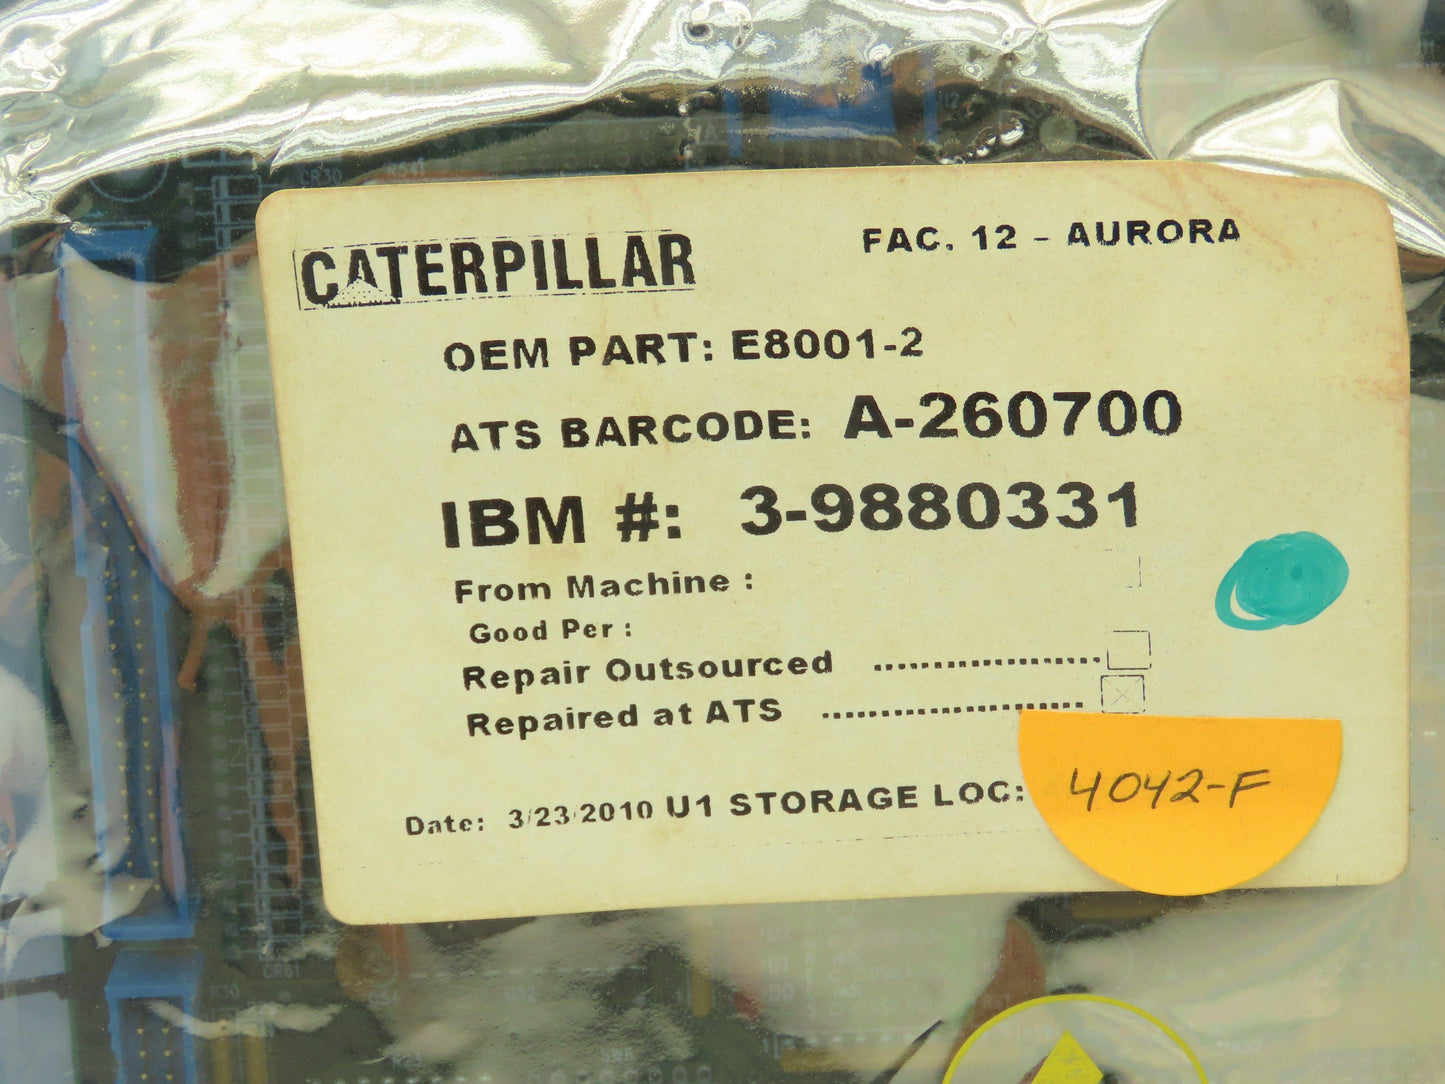 CATERPILLAR
FAC. 12 - AURORA
OEM PART: E8001-2
ATS BARCODE: A-260700
IBM #: 3-9880331
From Machine :
Good Per :
Repair Outsourced ....................
Repaired at ATS .......................
Date: 3/23/2010 U1 STORAGE LOC:
4042-F
CR61